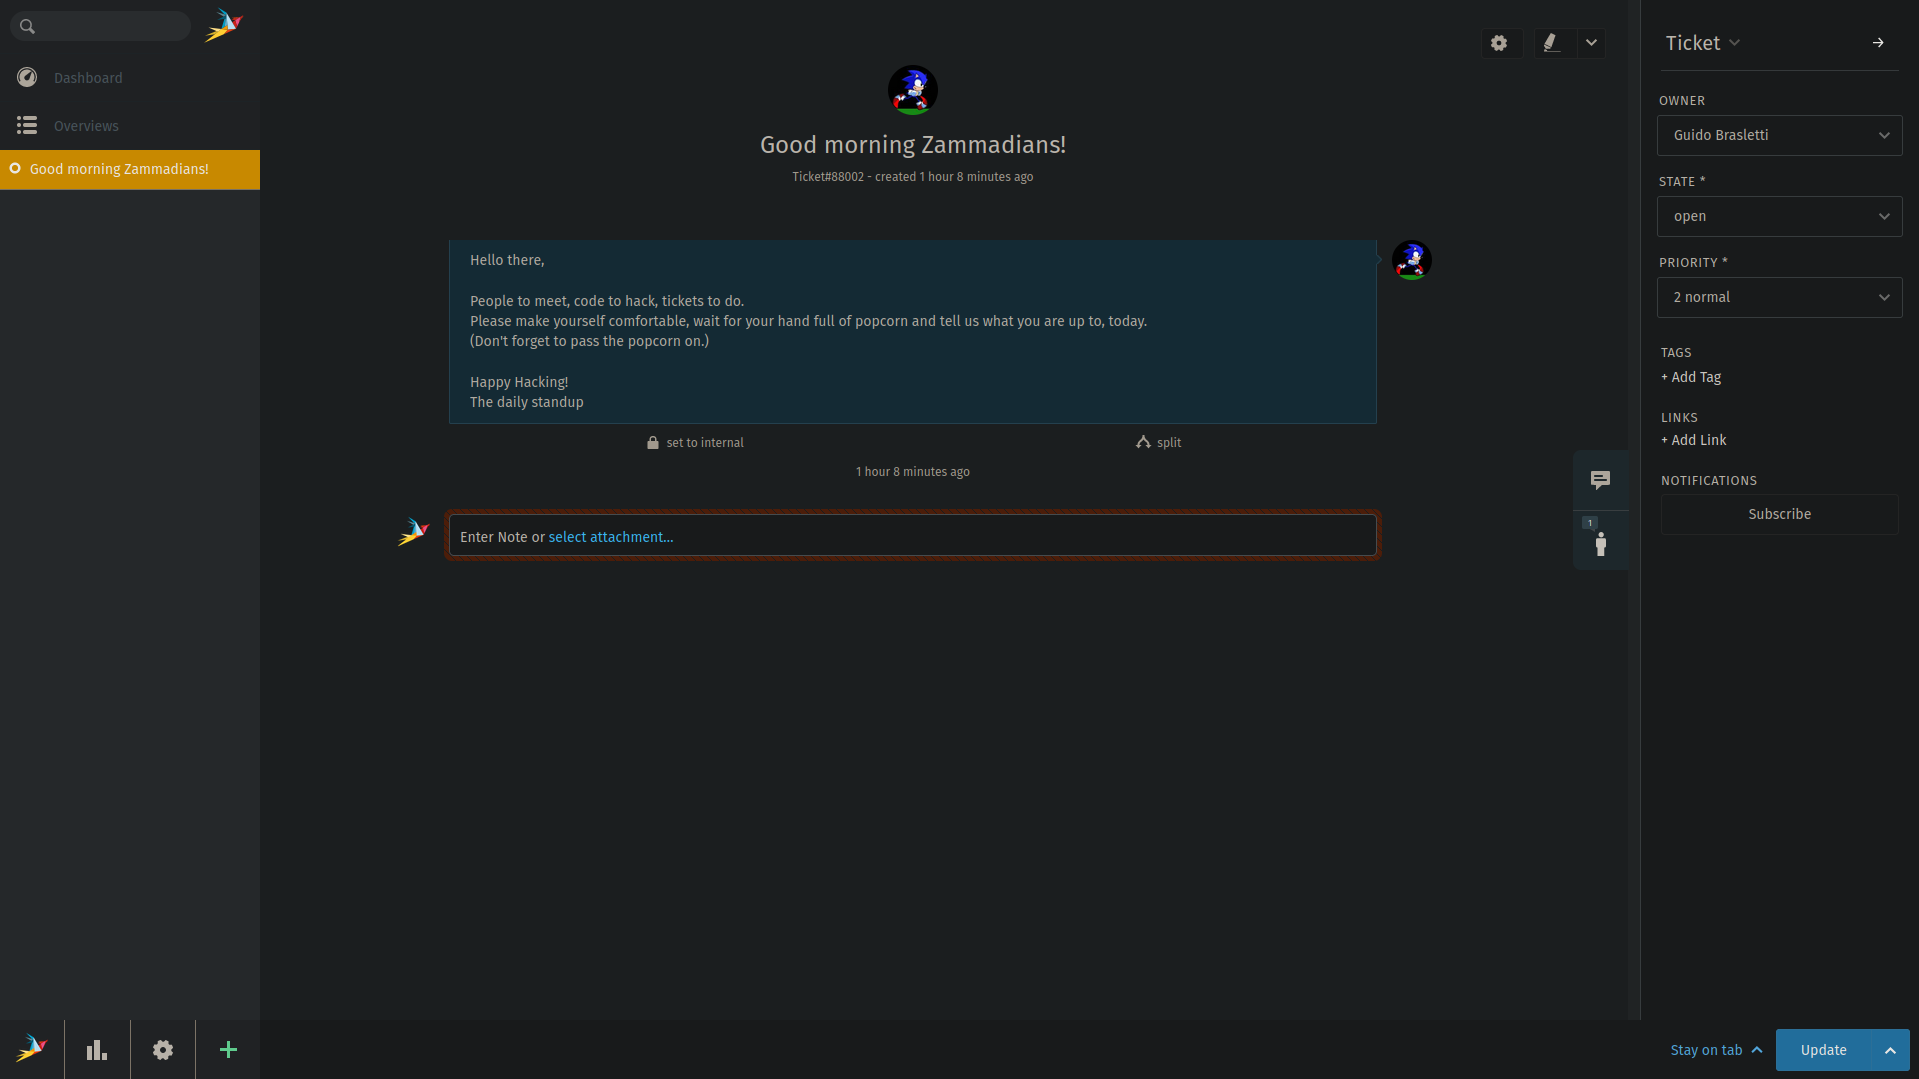 Dashboard
Overviews
Good morning Zammadians!
Good morning Zammadians!
Ticket#88002 - created 1 hour 8 minutes ago
Hello there,
People to meet, code to hack, tickets to do.
Please make yourself comfortable, wait for your hand full of popcorn and tell us what you are up to, today.
(Don't forget to pass the popcorn on.)
Happy Hacking!
The daily standup
set to internal
split
1 hour 8 minutes ago
Enter Note or select attachment...
1
Ticket
OWNER
Guido Brasletti
STATE *
open
PRIORITY *
2 normal
TAGS
+ Add Tag
LINKS
+ Add Link
NOTIFICATIONS
Subscribe
Stay on tab
Update